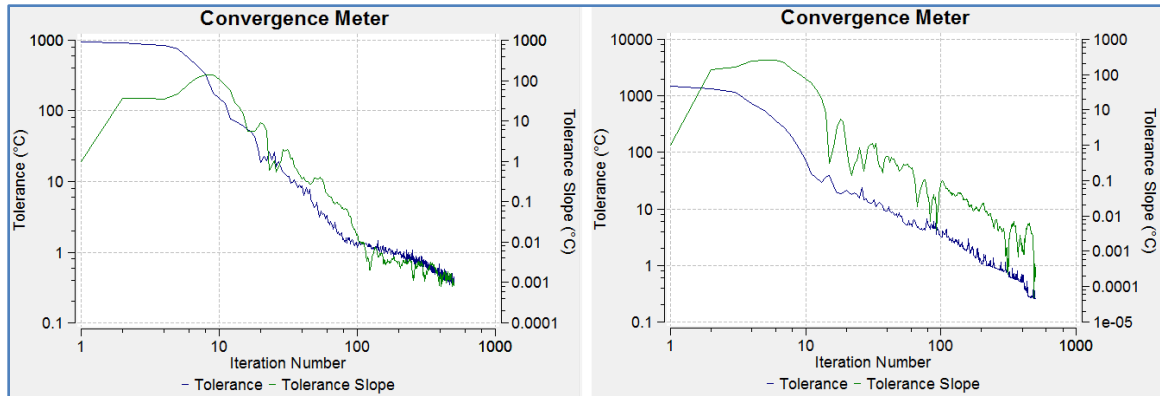 Convergence Meter
1000
100
10
1
0.1
Tolerance (°C)
1000
100
10
1
0.1
0.01
0.001
0.0001
Tolerance Slope (°C)
1 10 100 1000
Iteration Number
– Tolerance – Tolerance Slope
Convergence Meter
10000
1000
100
10
1
0.1
Tolerance (°C)
1000
100
10
1
0.1
0.01
0.001
0.0001
1e-05
Tolerance Slope (°C)
1 10 100 1000
Iteration Number
– Tolerance – Tolerance Slope